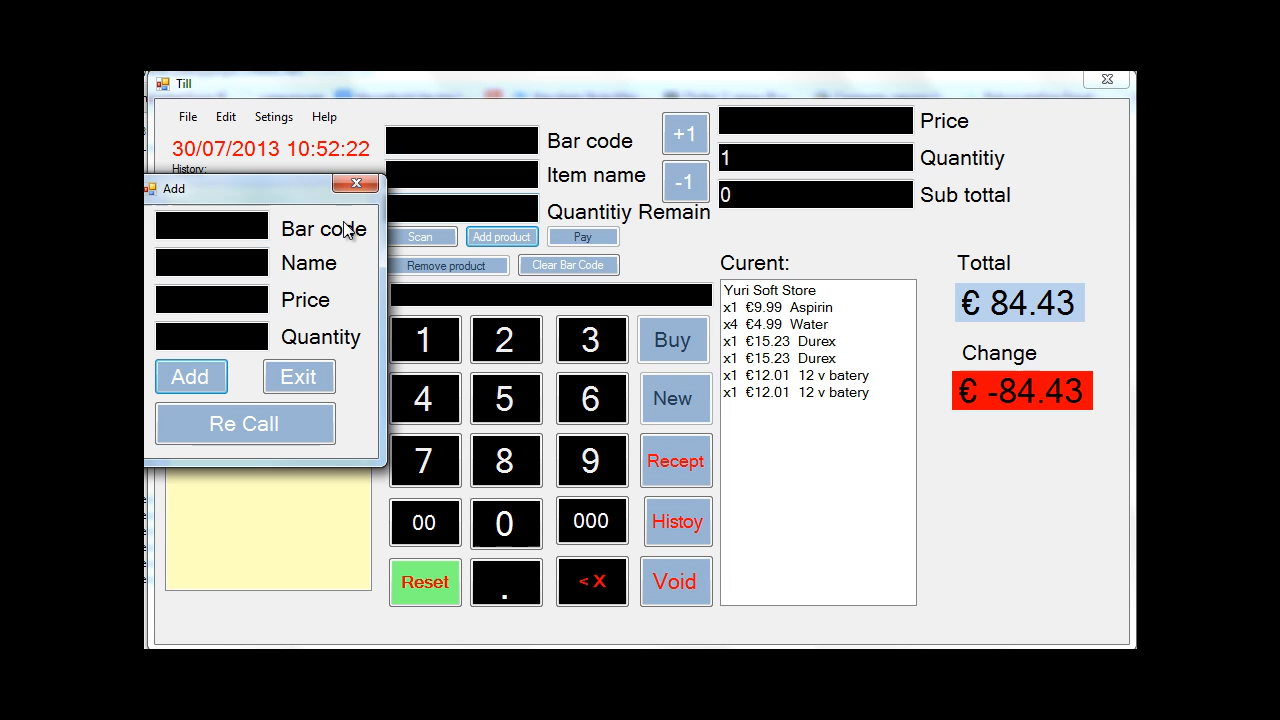 Till
File Edit Setings Help
30/07/2013 10:52:22
History:
Add
Bar code
Name
Price
Quantity
Add Exit
Re Call
Bar code
Item name
Quantitiy Remain
+1
-1
Scan Add product Pay
Remove product Clear Bar Code
Price
1 Quantitiy
0 Sub tottal
1 2 3 Buy
4 5 6 New
7 8 9 Recept
00 0 000 Histoy
Reset . < X Void
Curent:
Yuri Soft Store
x1 €9.99 Aspirin
x4 €4.99 Water
x1 €15.23 Durex
x1 €15.23 Durex
x1 €12.01 12 v batery
x1 €12.01 12 v batery
Tottal
€ 84.43
Change
€ -84.43